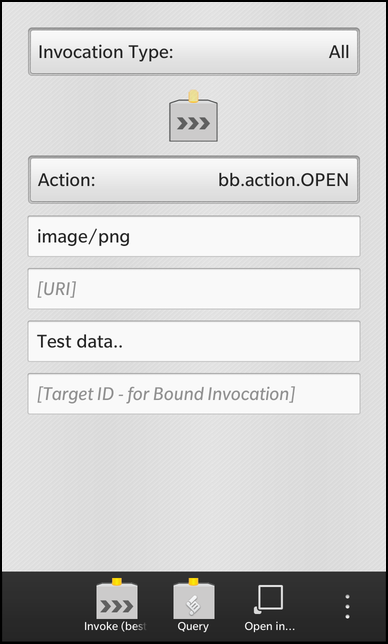 Invocation Type: All
Action: bb.action.OPEN
image/png
[URI]
Test data..
[Target ID - for Bound Invocation]
Invoke (best Query Open in...